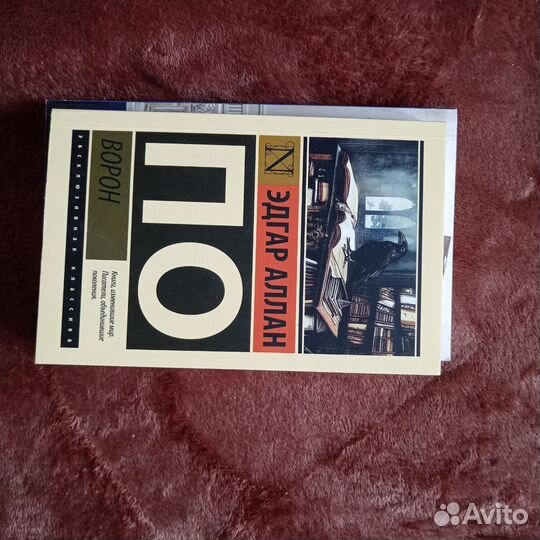 ЭКСКЛЮЗИВНАЯ КЛАССИКА
ВОРОН
Книги, изменившие мир.
Писатели, объединившие
поколения.
ПО
ЭДГАР АЛЛАН
N
Avito